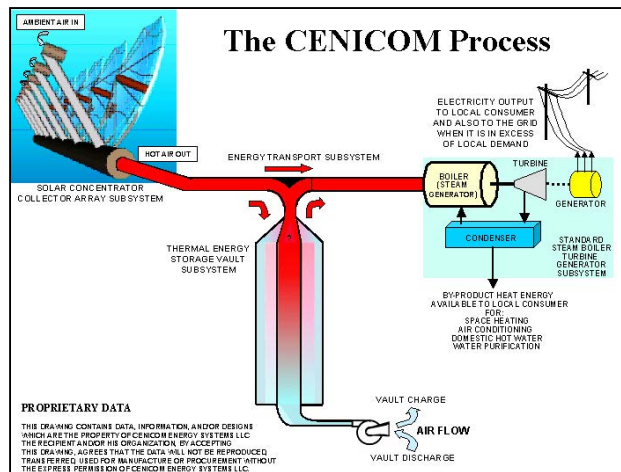 AMBIENT AIR IN
The CENICOM Process
HOT AIR OUT
SOLAR CONCENTRATOR
COLLECTOR ARRAY SUBSYSTEM
ENERGY TRANSPORT SUBSYSTEM
THERMAL ENERGY
STORAGE VAULT
SUBSYSTEM
ELECTRICITY OUTPUT
TO LOCAL CONSUMER
AND ALSO TO THE GRID
WHEN IT IS IN EXCESS
OF LOCAL DEMAND
BOILER
(STEAM
GENERATOR)
TURBINE
GENERATOR
CONDENSER
STANDARD
STEAM BOILER
TURBINE
GENERATOR
SUBSYSTEM
BY-PRODUCT HEAT ENERGY
AVAILABLE TO LOCAL CONSUMER
FOR:
SPACE HEATING
AIR CONDITIONING
DOMESTIC HOT WATER
WATER PURIFICATION
VAULT CHARGE
AIR FLOW
VAULT DISCHARGE
PROPRIETARY DATA
THIS DRAWING CONTAINS DATA, INFORMATION, AND/OR DESIGNS
WHICH ARE THE PROPERTY OF CENICOM ENERGY SYSTEMS LLC
THE RECIPIENT AND/OR HIS ORGANIZATION, BY ACCEPTING
THIS DRAWING, AGREES THAT THE DATA WILL NOT BE REPRODUCED,
TRANSFERRED, USED FOR MANUFACTURE OR PROCUREMENT WITHOUT
THE EXPRESS PERMISSION OF CENICOM ENERGY SYSTEMS LLC.